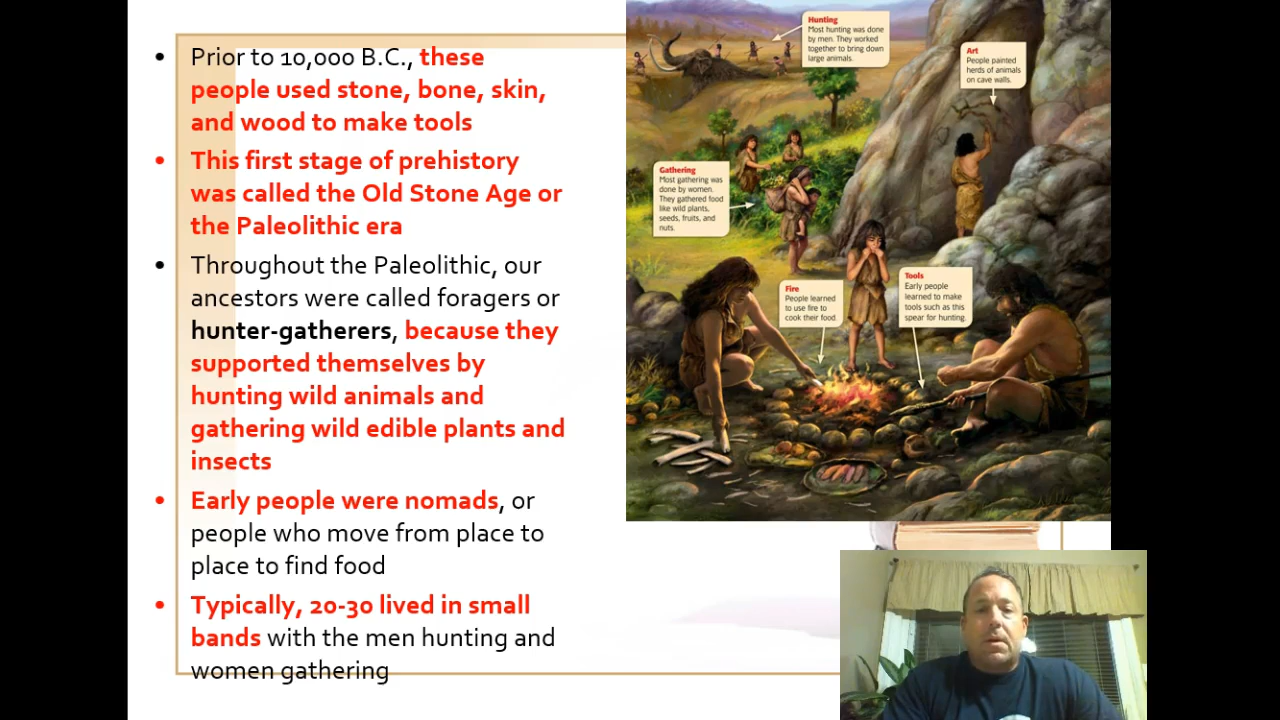 • Prior to 10,000 B.C., these
people used stone, bone, skin,
and wood to make tools
• This first stage of prehistory
was called the Old Stone Age or
the Paleolithic era
• Throughout the Paleolithic, our
ancestors were called foragers or
hunter-gatherers, because they
supported themselves by
hunting wild animals and
gathering wild edible plants and
insects
• Early people were nomads, or
people who move from place to
place to find food
• Typically, 20-30 lived in small
bands with the men hunting and
women gathering
Hunting
Most hunting was done
by men. They worked
together to bring down
large animals.
Art
People painted
herds of animals
on cave walls.
Gathering
Most gathering was
done by women.
They gathered food
like wild plants,
seeds, fruits, and
nuts.
Fire
People learned
to use fire to
cook their food.
Tools
Early people
learned to make
tools such as this
spear for hunting.